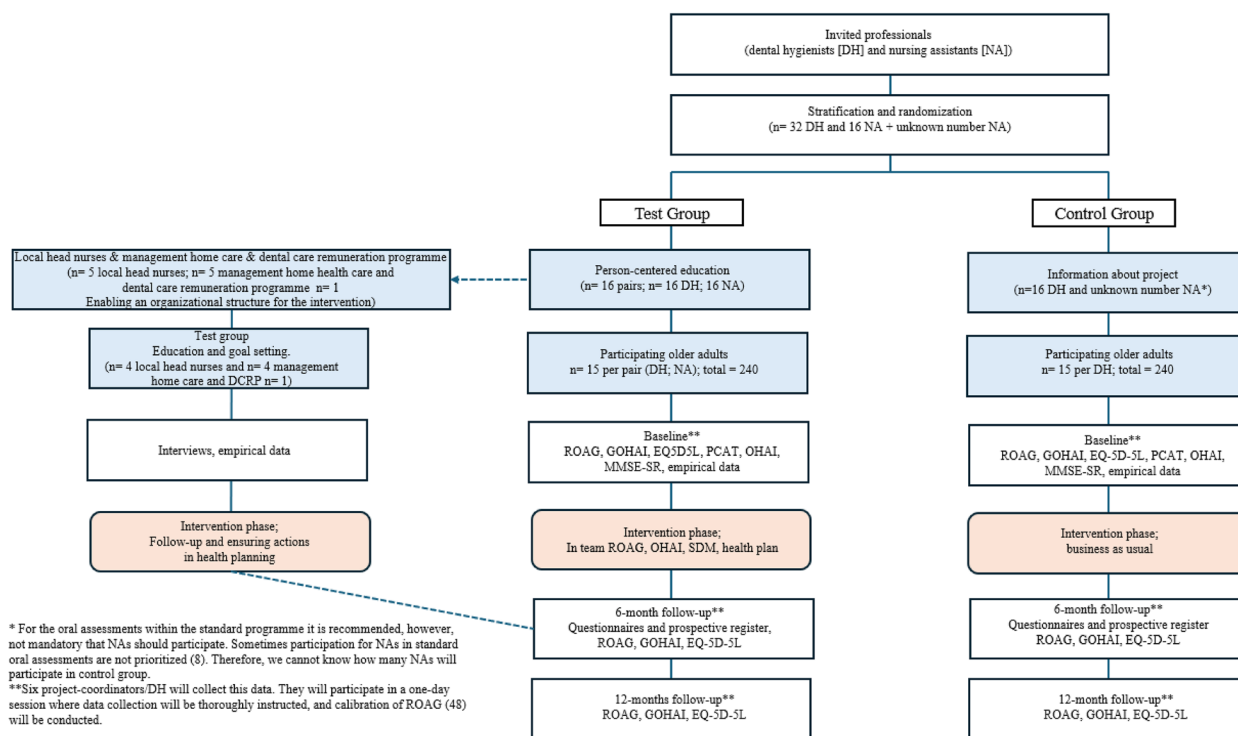 Invited professionals
(dental hygienists [DH] and nursing assistants [NA])
Stratification and randomization
(n= 32 DH and 16 NA + unknown number NA)
Test Group
Control Group
Local head nurses & management home care & dental care remuneration programme
(n= 5 local head nurses; n= 5 management home health care and
dental care remuneration programme n= 1
Enabling an organizational structure for the intervention)
Person-centered education
(n= 16 pairs; n= 16 DH; 16 NA)
Information about project
(n=16 DH and unknown number NA*)
Test group
Education and goal setting.
(n= 4 local head nurses and n= 4 management
home care and DCRP n= 1)
Participating older adults
n= 15 per pair (DH; NA); total = 240
Participating older adults
n= 15 per DH; total = 240
Interviews, empirical data
Baseline**
ROAG, GOHAI, EQ5D5L, PCAT, OHAI,
MMSE-SR, empirical data
Baseline**
ROAG, GOHAI, EQ-5D-5L, PCAT, OHAI,
MMSE-SR, empirical data
Intervention phase;
Follow-up and ensuring actions
in health planning
Intervention phase;
In team ROAG, OHAI, SDM, health plan
Intervention phase;
business as usual
6-month follow-up**
Questionnaires and prospective register,
ROAG, GOHAI, EQ-5D-5L
6-month follow-up**
Questionnaires and prospective register
ROAG, GOHAI, EQ-5D-5L
12-months follow-up**
ROAG, GOHAI, EQ-5D-5L
12-month follow-up**
ROAG, GOHAI, EQ-5D-5L
* For the oral assessments within the standard programme it is recommended, however,
not mandatory that NAs should participate. Sometimes participation for NAs in standard
oral assessments are not prioritized (8). Therefore, we cannot know how many NAs will
participate in control group.
**Six project-coordinators/DH will collect this data. They will participate in a one-day
session where data collection will be thoroughly instructed, and calibration of ROAG (48)
will be conducted.